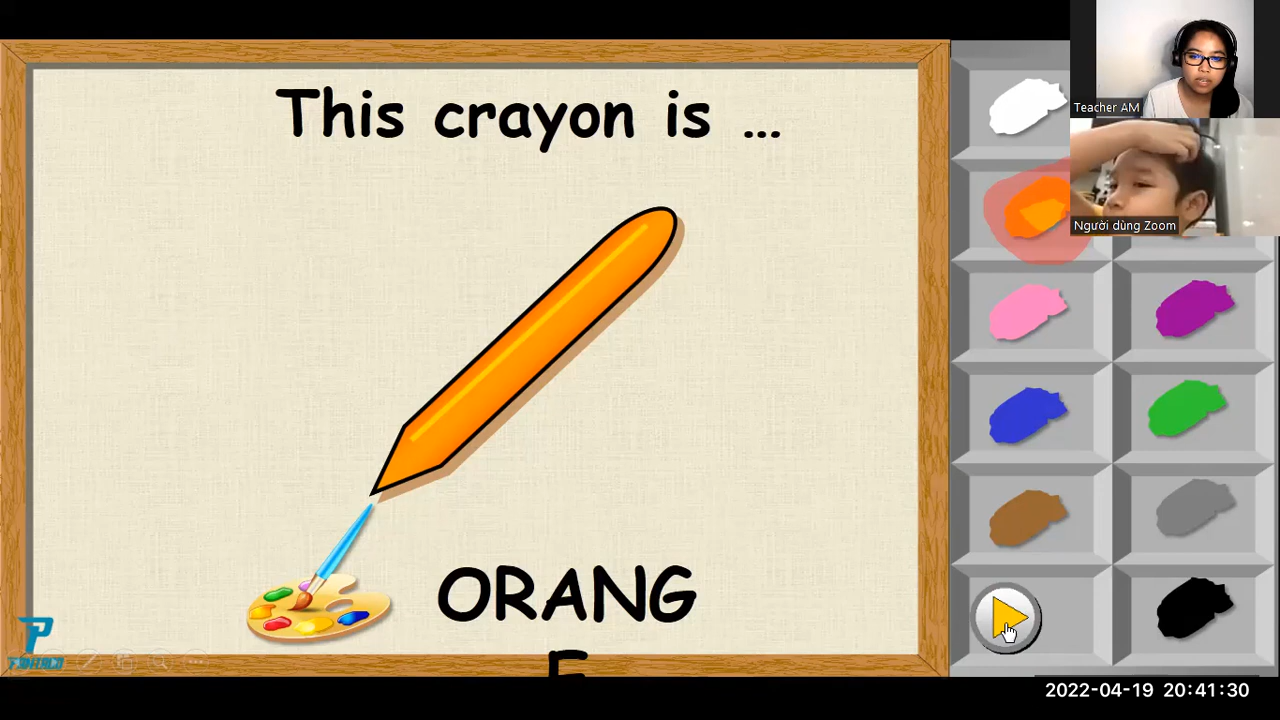 This crayon is ...
Teacher AM
Người dùng Zoom
ORANG
E
2022-04-19 20:41:30